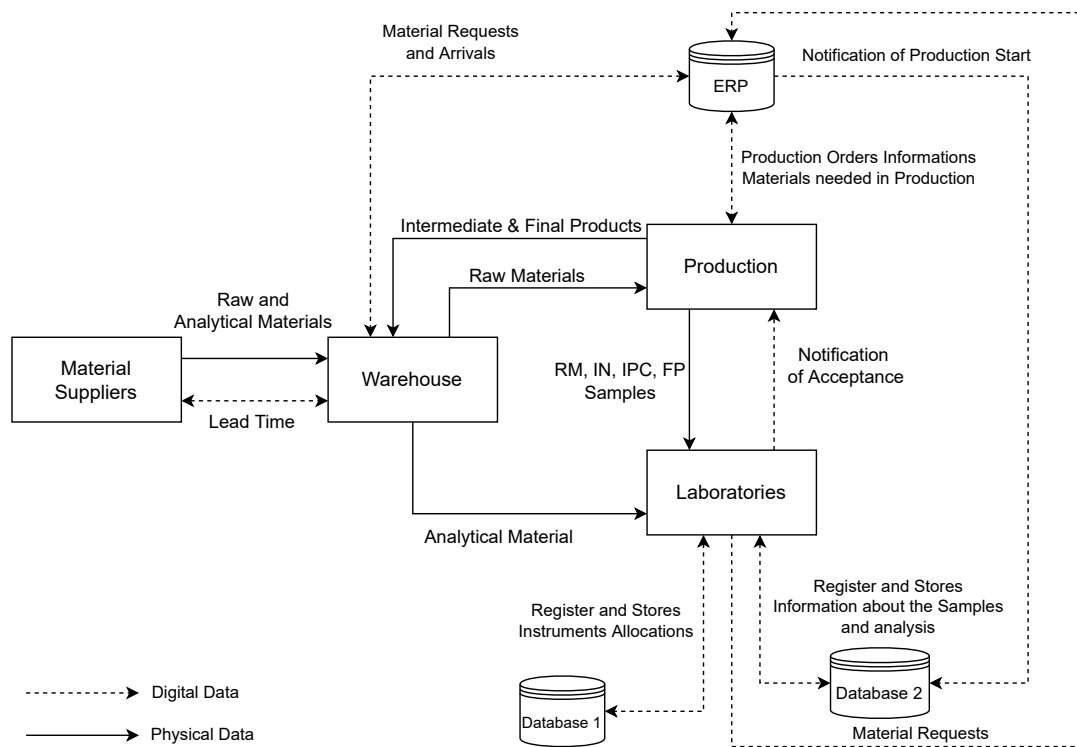 Material Requests
and Arrivals
Notification of Production Start
ERP
Production Orders Informations
Materials needed in Production
Intermediate & Final Products
Production
Raw Materials
Raw and
Analytical Materials
Material
Suppliers
Warehouse
Lead Time
RM, IN, IPC, FP
Samples
Notification
of Acceptance
Laboratories
Analytical Material
Register and Stores
Instruments Allocations
Register and Stores
Information about the Samples
and analysis
Digital Data
Database 1
Database 2
Physical Data
Material Requests